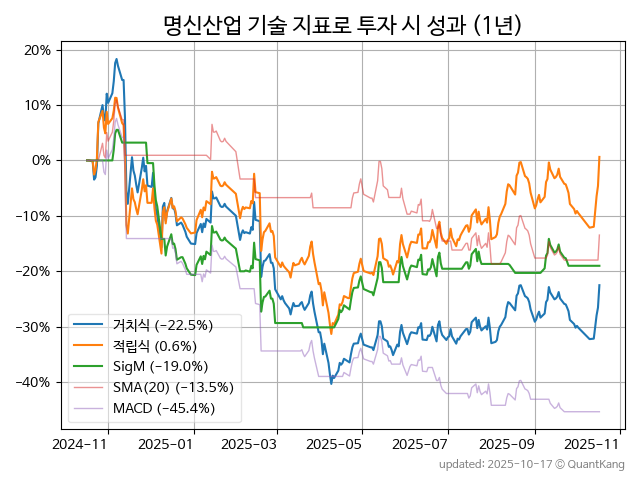 명신산업 기술 지표로 투자 시 성과 (1년)
20%
10%
0%
−10%
−20%
−30%
−40%
거치식 (−22.5%)
적립식 (0.6%)
SigM (−19.0%)
SMA(20) (−13.5%)
MACD (−45.4%)
2024-11
2025-01
2025-03
2025-05
2025-07
2025-09
2025-11
updated: 2025-10-17 © QuantKang